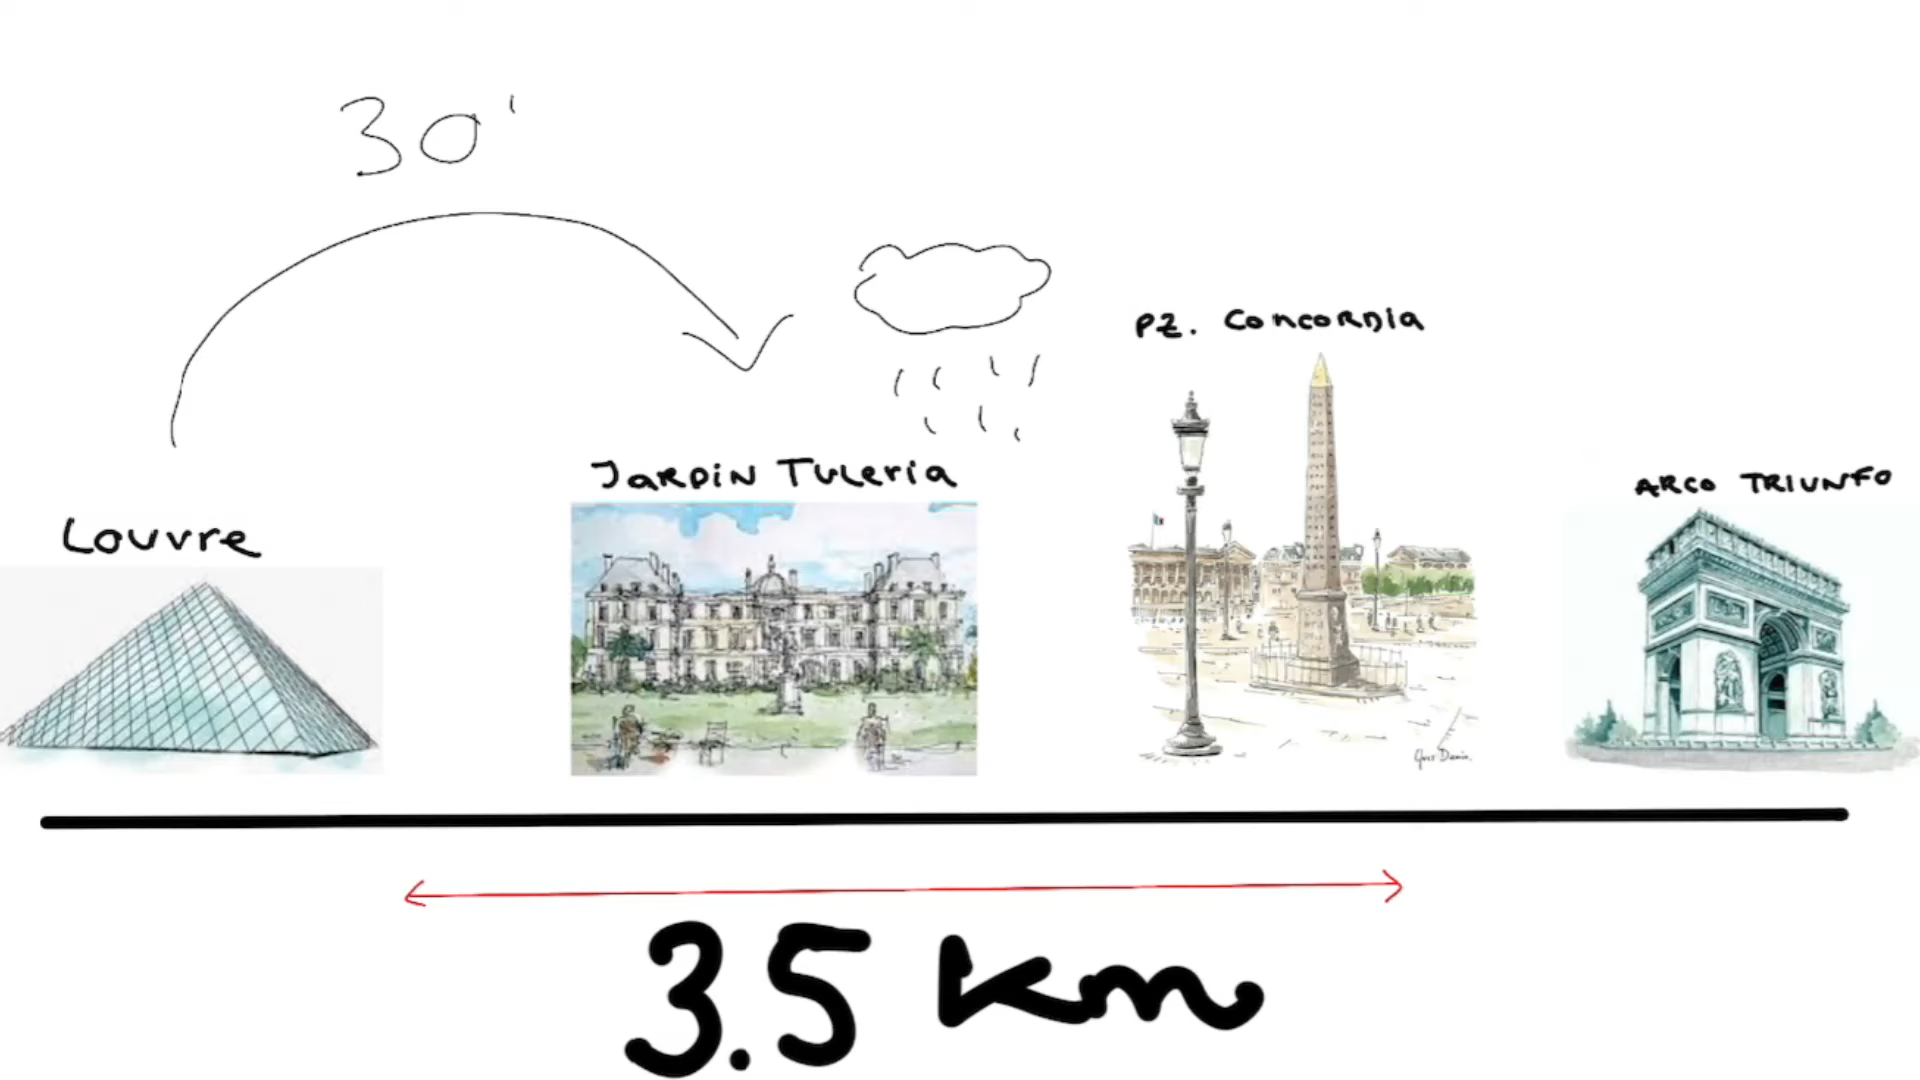 30'
PZ. Concordia
Jardin Tuleria
ARCO TRIUNFO
Louvre
3.5 km